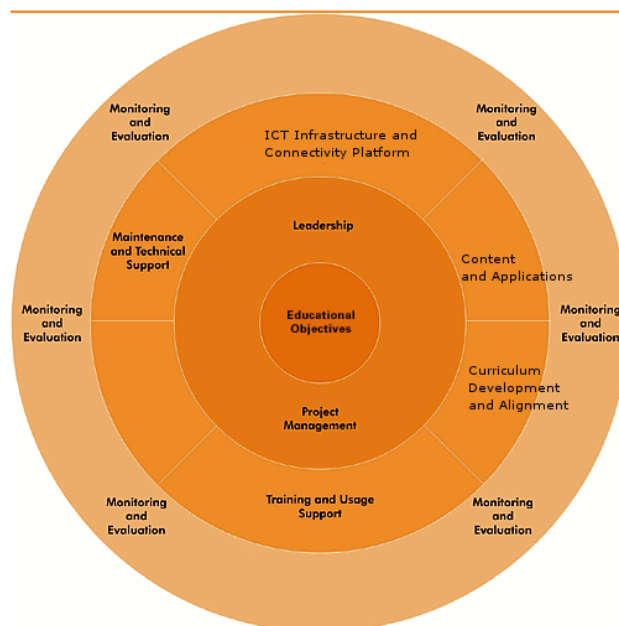 Monitoring
and
Evaluation
Monitoring
and
Evaluation
ICT Infrastructure and
Connectivity Platform
Leadership
Maintenance
and Technical
Support
Content
and Applications
Educational
Objectives
Monitoring
and
Evaluation
Monitoring
and
Evaluation
Curriculum
Development
and Alignment
Project
Management
Training and Usage
Support
Monitoring
and
Evaluation
Monitoring
and
Evaluation